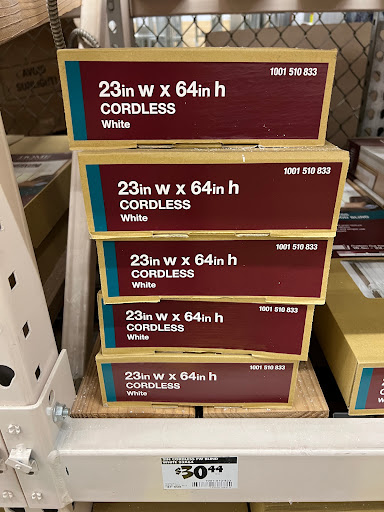 1001 510 833
23in w x 64in h
CORDLESS
White
1001 510 833
23in w x 64in h
CORDLESS
White
1001 510 833
23in w x 64in h
CORDLESS
White
1001 510 833
23in w x 64in h
CORDLESS
White
1001 510 833
23in w x 64in h
CORDLESS
White
$30.44